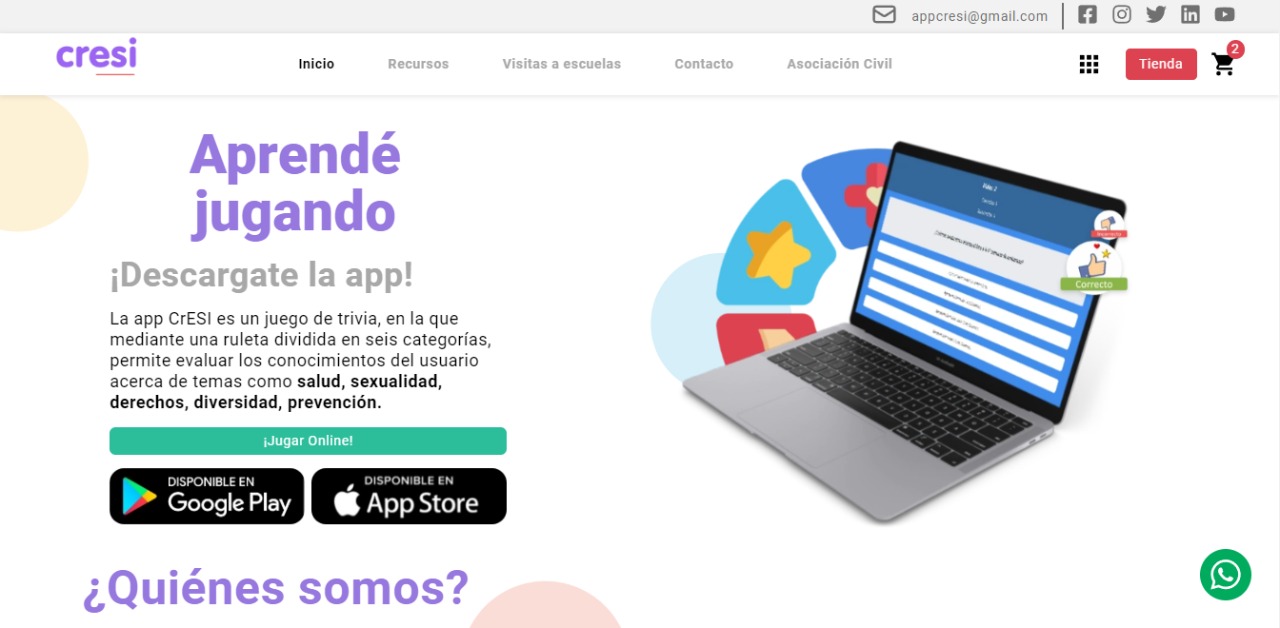 appcresi@gmail.com
cresi
Inicio
Recursos
Visitas a escuelas
Contacto
Asociación Civil
Tienda
2
Aprendé
jugando
¡Descargate la app!
La app CrESI es un juego de trivia, en la que
mediante una ruleta dividida en seis categorías,
permite evaluar los conocimientos del usuario
acerca de temas como salud, sexualidad,
derechos, diversidad, prevención.
¡Jugar Online!
DISPONIBLE EN
Google Play
DISPONIBLE EN
App Store
Correcto
¿Quiénes somos?